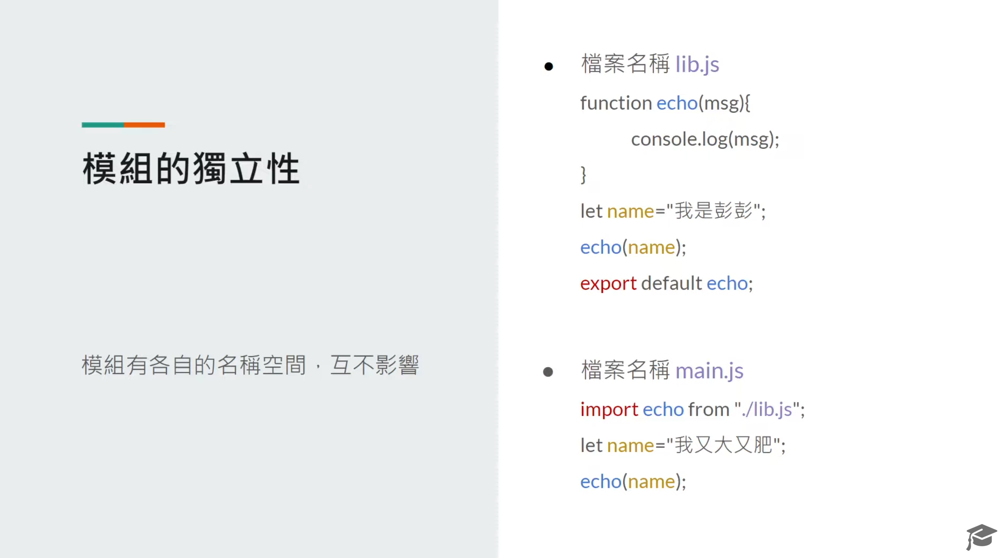 模組的獨立性
模組有各自的名稱空間，互不影響
● 檔案名稱 lib.js
function echo(msg){
console.log(msg);
}
let name="我是彭彭";
echo(name);
export default echo;
● 檔案名稱 main.js
import echo from "./lib.js";
let name="我又大又肥";
echo(name);